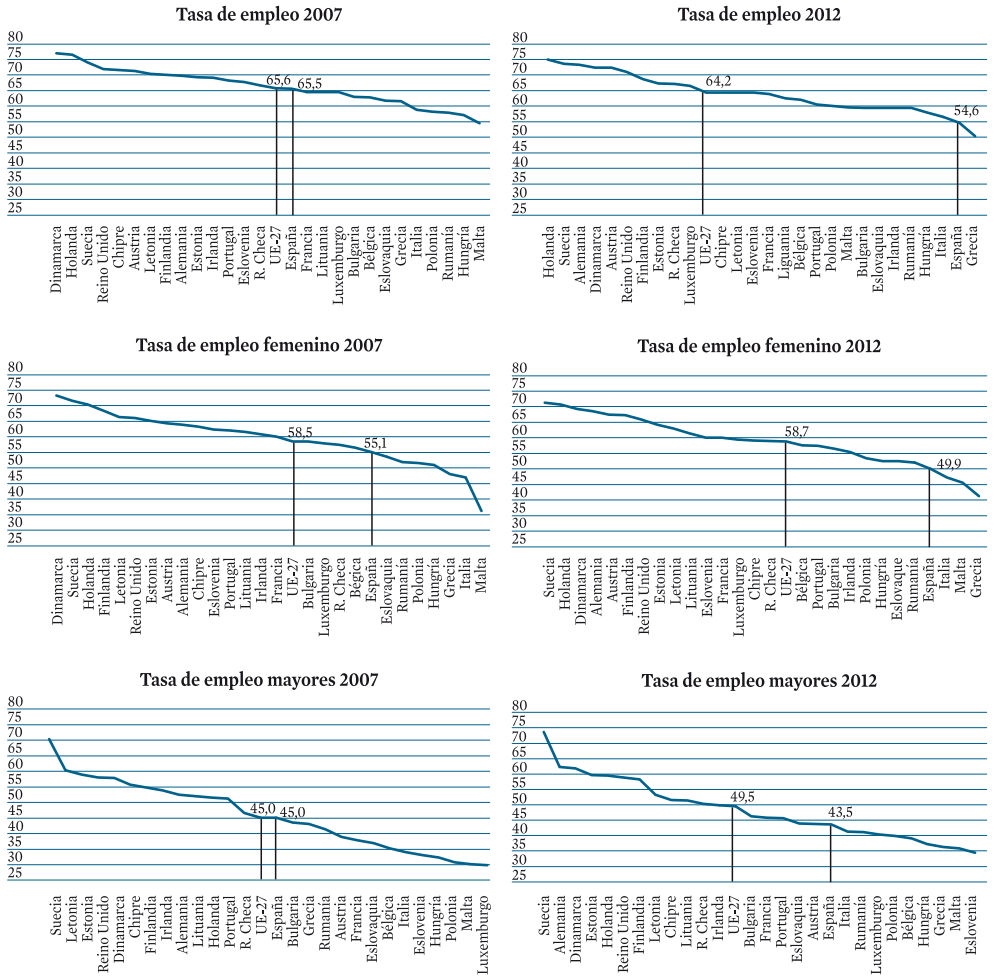 Tasa de empleo 2007
80
75
70
65
60
55
50
45
40
35
30
25
65,6
65,5
Dinamarca
Holanda
Suecia
Reino Unido
Chipre
Austria
Letonia
Finlandia
Alemania
Estonia
Irlanda
Portugal
Eslovenia
R. Checa
UE-27
España
Francia
Lituania
Luxemburgo
Bulgaria
Bélgica
Eslovaquia
Grecia
Italia
Polonia
Rumania
Hungría
Malta
Tasa de empleo 2012
80
75
70
65
60
55
50
45
40
35
30
25
64,2
54,6
Holanda
Suecia
Alemania
Dinamarca
Austria
Reino Unido
Finlandia
Estonia
R. Checa
Luxemburgo
UE-27
Chipre
Letonia
Eslovenia
Francia
Liguania
Bélgica
Portugal
Polonia
Malta
Bulgaria
Eslovaquia
Irlanda
Rumania
Hungría
Italia
España
Grecia
Tasa de empleo femenino 2007
80
75
70
65
60
55
50
45
40
35
30
25
58,5
55,1
Dinamarca
Suecia
Holanda
Finlandia
Letonia
Reino Unido
Estonia
Austria
Alemania
Chipre
Eslovenia
Portugal
Lituania
Irlanda
Francia
UE-27
Bulgaria
Luxemburgo
R. Checa
Bégica
España
Eslovaquia
Rumania
Polonia
Hungría
Grecia
Italia
Malta
Tasa de empleo femenino 2012
80
75
70
65
60
55
50
45
40
35
30
25
58,7
49,9
Suecia
Holanda
Dinamarca
Alemania
Austria
Finlandia
Reino Unido
Estonia
Letonia
Lituania
Eslovenia
Francia
Luxemburgo
Chipre
R. Checa
UE-27
Bélgica
Portugal
Bulgaria
Irlanda
Polonia
Hungría
Eslovaque
Rumania
España
Italia
Malta
Grecia
Tasa de empleo mayores 2007
80
75
70
65
60
55
50
45
40
35
30
25
45,0
45,0
Suecia
Letonia
Estonia
Reino Unido
Dinamarca
Chipre
Finlandia
Irlanda
Alemania
Lituania
Holanda
Portugal
R. Checa
UE-27
España
Bulgaria
Grecia
Rumania
Austria
Francia
Eslovaquia
Bélgica
Italia
Eslovenia
Hungría
Polonia
Malta
Luxemburgo
Tasa de empleo mayores 2012
80
75
70
65
60
55
50
45
40
35
30
25
49,5
43,5
Suecia
Alemania
Dinamarca
Estonia
Reino Unido
Holanda
Finlandia
Letonia
Chipre
Lituania
R. Checa
Irlanda
UE-27
Bulgaria
Francia
Portugal
Eslovaquia
Austria
España
Italia
Rumania
Luxemburgo
Polonia
Bélgica
Hungría
Grecia
Malta
Eslovenia